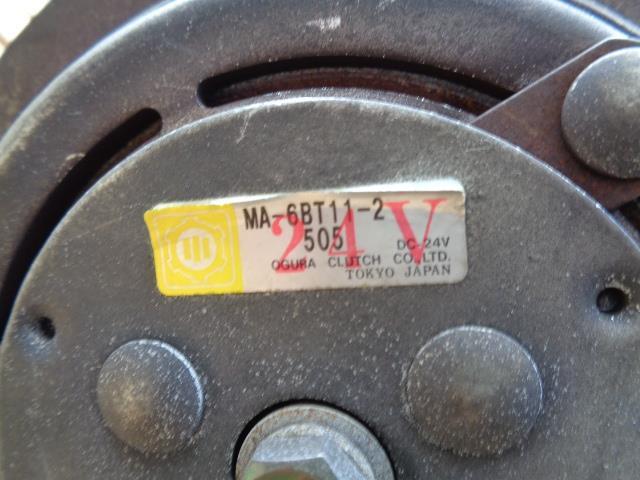 MA-6BT11-2
24V
505
DC-24V
OGURA CLUTCH CO.,LTD.
TOKYO JAPAN